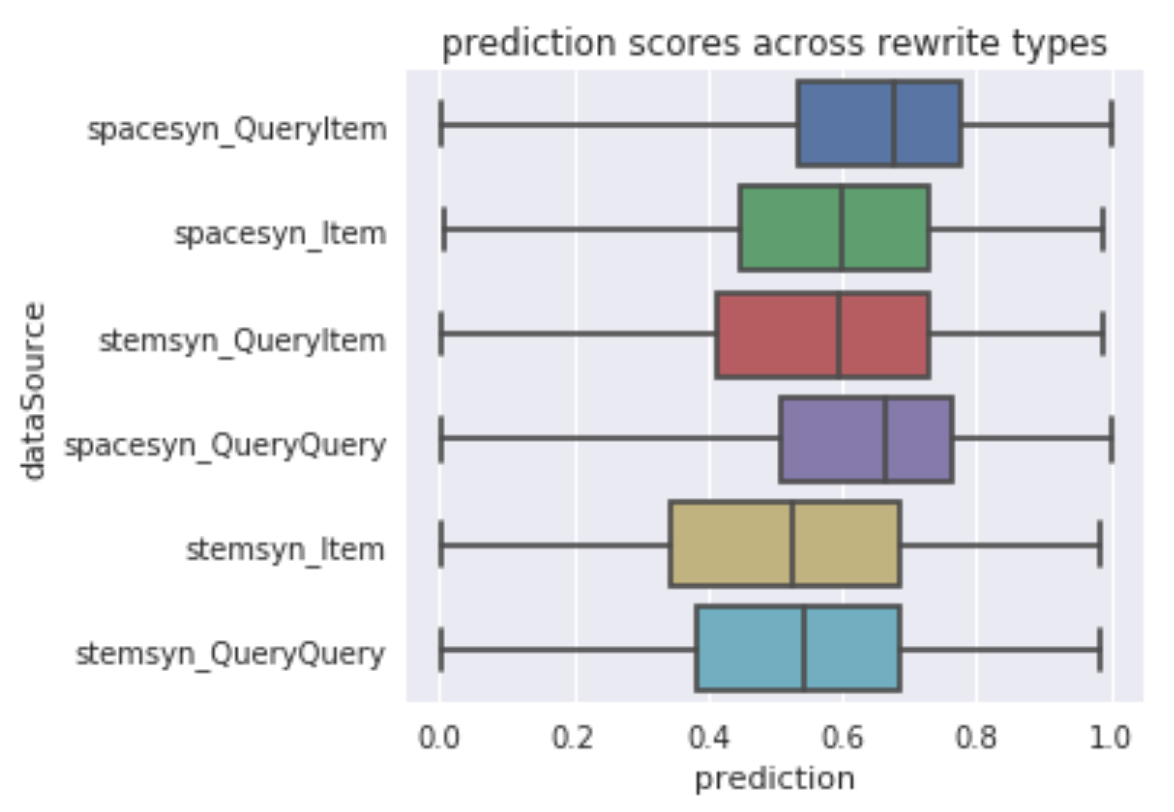 prediction scores across rewrite types
spacesyn_QueryItem
spacesyn_Item
stemsyn_QueryItem
spacesyn_QueryQuery
stemsyn_Item
stemsyn_QueryQuery
dataSource
0.0 0.2 0.4 0.6 0.8 1.0
prediction